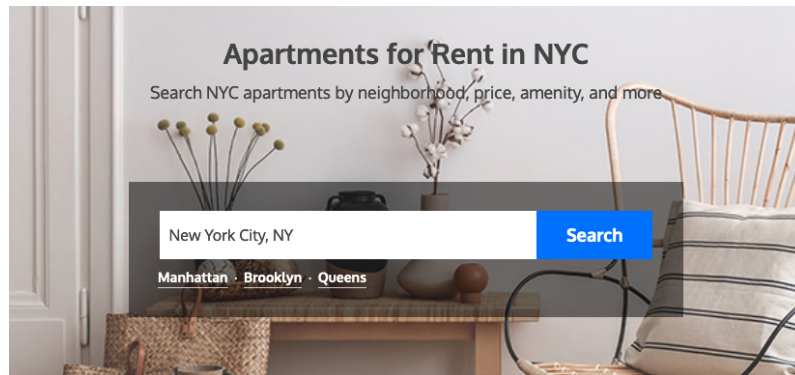 Apartments for Rent in NYC
Search NYC apartments by neighborhood, price, amenity, and more
New York City, NY Search
Manhattan · Brooklyn · Queens